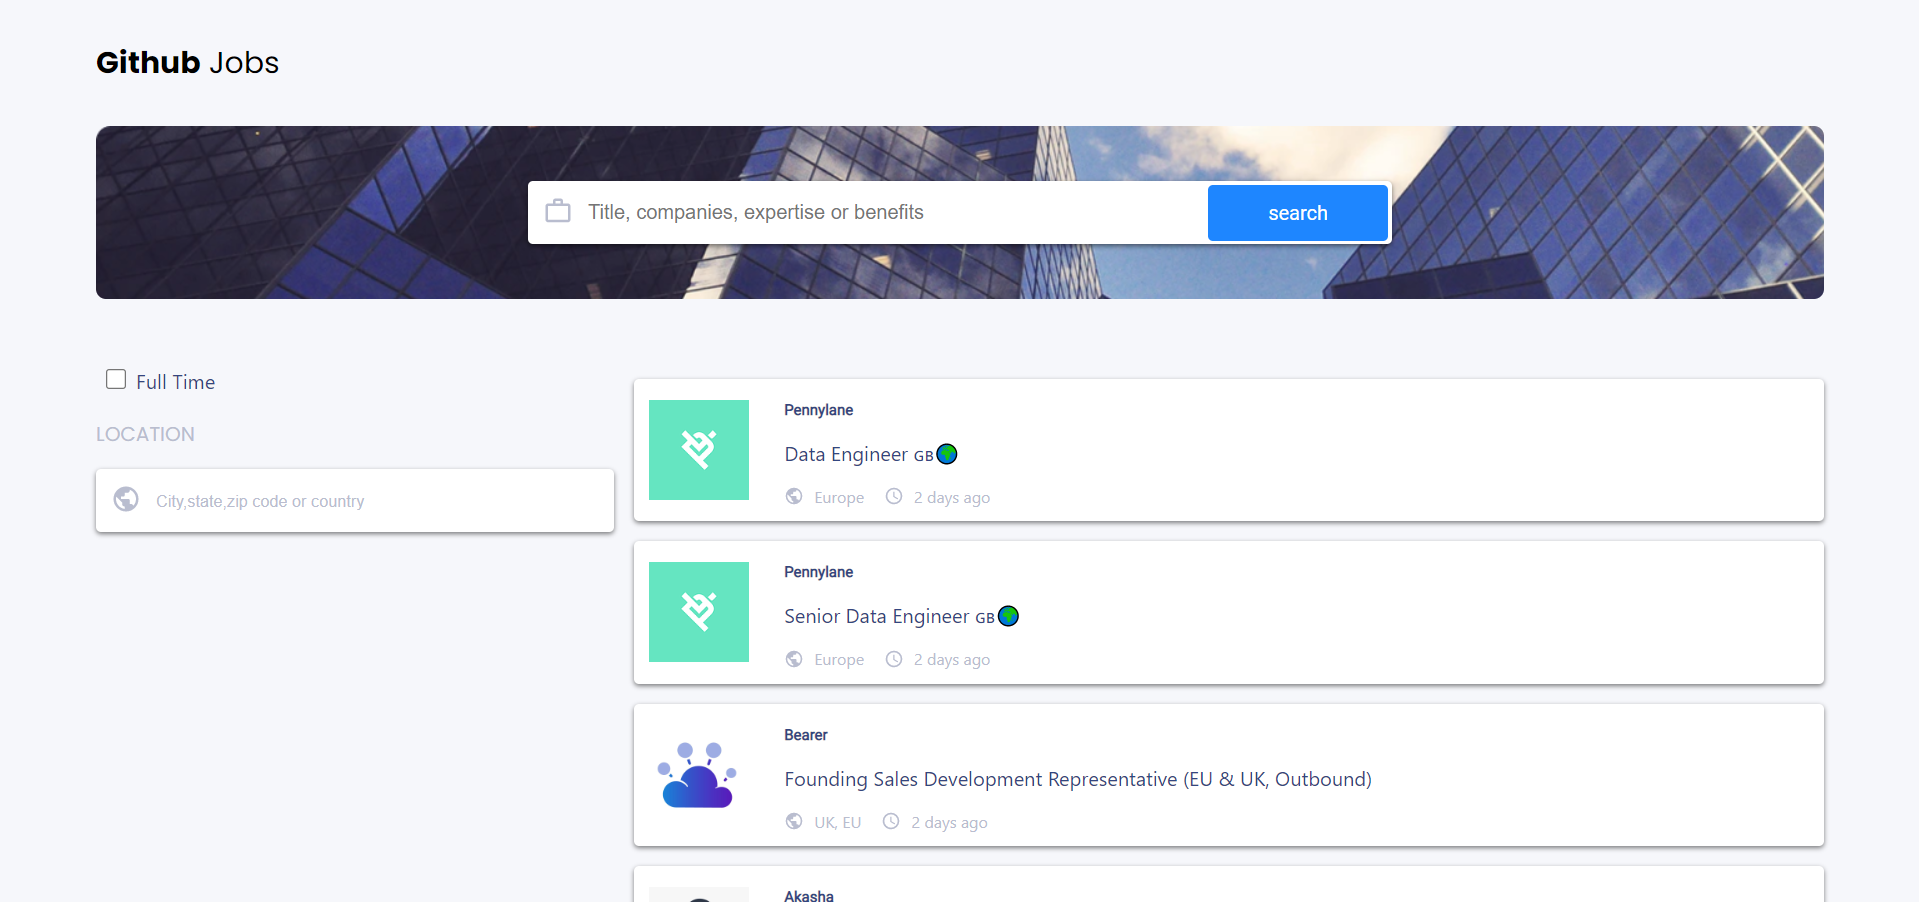 Github Jobs
Title, companies, expertise or benefits
search
Full Time
LOCATION
City,state,zip code or country
Pennylane
Data Engineer GB🌍
Europe 2 days ago
Pennylane
Senior Data Engineer GB🌍
Europe 2 days ago
Bearer
Founding Sales Development Representative (EU & UK, Outbound)
UK, EU 2 days ago
Akasha